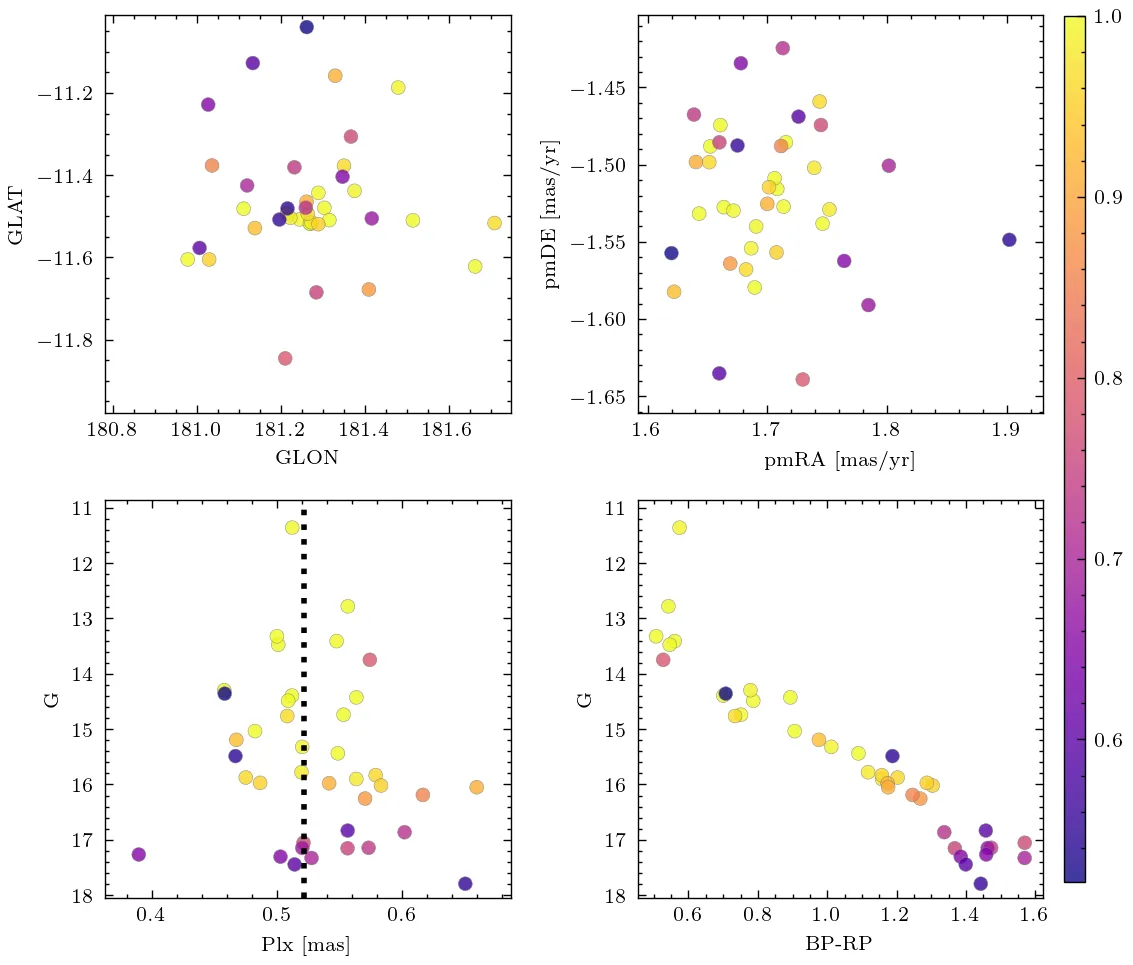 −11.2
−11.4
−11.6
−11.8
GLAT
180.8 181.0 181.2 181.4 181.6
GLON
−1.45
−1.50
−1.55
−1.60
−1.65
pmDE [mas/yr]
1.6 1.7 1.8 1.9
pmRA [mas/yr]
11
12
13
14
15
16
17
18
G
0.4 0.5 0.6
Plx [mas]
11
12
13
14
15
16
17
18
G
0.6 0.8 1.0 1.2 1.4 1.6
BP-RP
1.0
0.9
0.8
0.7
0.6